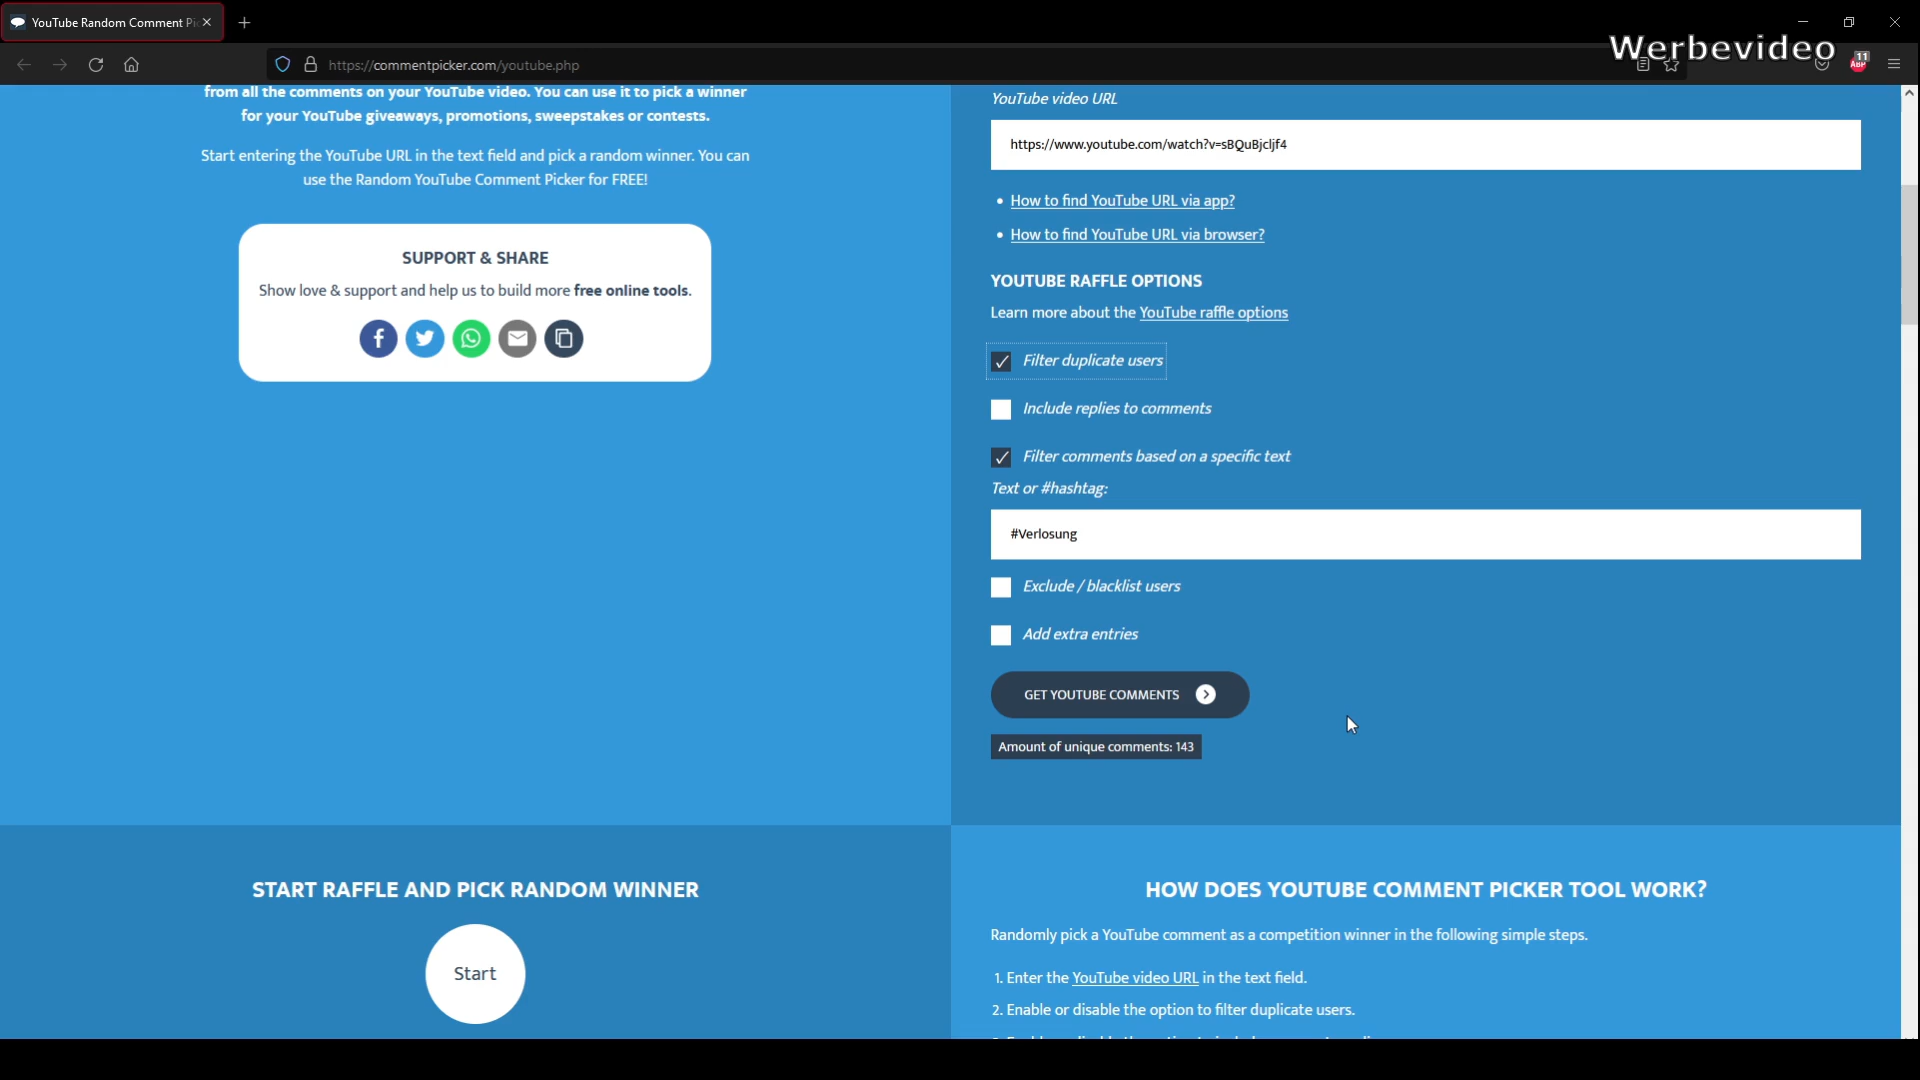 YouTube Random Comment Pic
Werbevideo
https://commentpicker.com/youtube.php
11
ABP
from all the comments on your YouTube video. You can use it to pick a winner
for your YouTube giveaways, promotions, sweepstakes or contests.
Start entering the YouTube URL in the text field and pick a random winner. You can
use the Random YouTube Comment Picker for FREE!
SUPPORT & SHARE
Show love & support and help us to build more free online tools.
YouTube video URL
https://www.youtube.com/watch?v=sBQuBjcljf4
• How to find YouTube URL via app?
• How to find YouTube URL via browser?
YOUTUBE RAFFLE OPTIONS
Learn more about the YouTube raffle options
Filter duplicate users
Include replies to comments
Filter comments based on a specific text
Text or #hashtag:
#Verlosung
Exclude / blacklist users
Add extra entries
GET YOUTUBE COMMENTS
Amount of unique comments: 143
START RAFFLE AND PICK RANDOM WINNER
Start
HOW DOES YOUTUBE COMMENT PICKER TOOL WORK?
Randomly pick a YouTube comment as a competition winner in the following simple steps.
1. Enter the YouTube video URL in the text field.
2. Enable or disable the option to filter duplicate users.